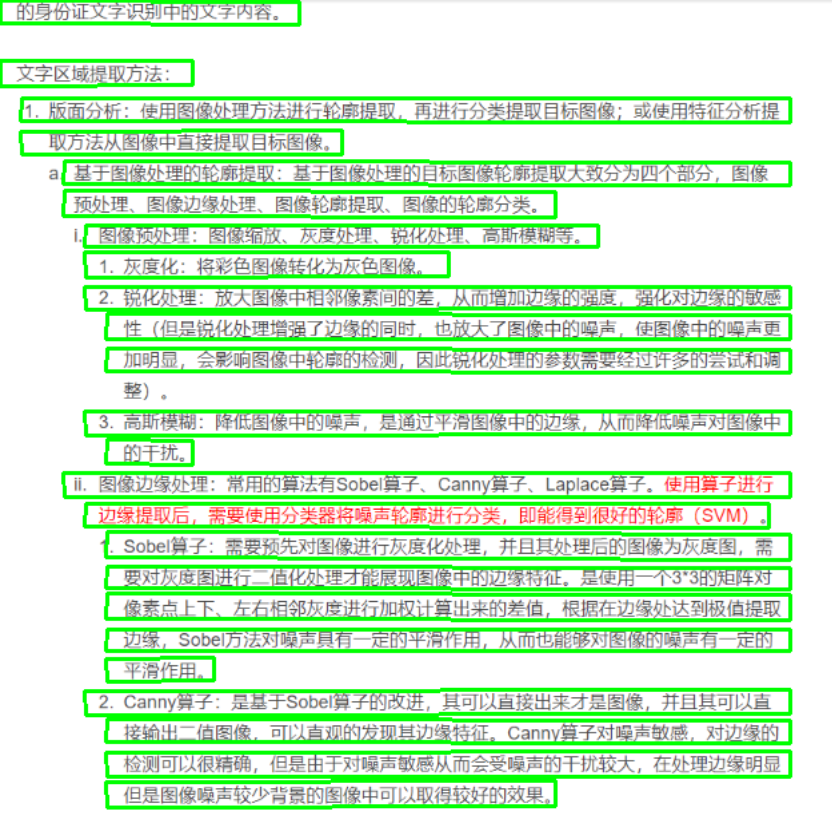 的身份证文字识别中的文字内容。
文字区域提取方法：
1. 版面分析：使用图像处理方法进行轮廓提取，再进行分类提取目标图像；或使用特征分析提
取方法从图像中直接提取目标图像。
a. 基于图像处理的轮廓提取：基于图像处理的目标图像轮廓提取大致分为四个部分，图像
预处理、图像边缘处理、图像轮廓提取、图像的轮廓分类。
i. 图像预处理：图像缩放、灰度处理、锐化处理、高斯模糊等。
1. 灰度化：将彩色图像转化为灰色图像。
2. 锐化处理：放大图像中相邻像素间的差，从而增加边缘的强度，强化对边缘的敏感
性（但是锐化处理增强了边缘的同时，也放大了图像中的噪声，使图像中的噪声更
加明显，会影响图像中轮廓的检测，因此锐化处理的参数需要经过许多的尝试和调
整）。
3. 高斯模糊：降低图像中的噪声，是通过平滑图像中的边缘，从而降低噪声对图像中
的干扰。
ii. 图像边缘处理：常用的算法有Sobel算子、Canny算子、Laplace算子。使用算子进行
边缘提取后，需要使用分类器将噪声轮廓进行分类，即能得到很好的轮廓（SVM）。
1. Sobel算子：需要预先对图像进行灰度化处理，并且其处理后的图像为灰度图，需
要对灰度图进行二值化处理才能展现图像中的边缘特征。是使用一个3*3的矩阵对
像素点上下、左右相邻灰度进行加权计算出来的差值，根据在边缘处达到极值提取
边缘，Sobel方法对噪声具有一定的平滑作用，从而也能够对图像的噪声有一定的
平滑作用。
2. Canny算子：是基于Sobel算子的改进，其可以直接出来才是图像，并且其可以直
接输出二值图像，可以直观的发现其边缘特征。Canny算子对噪声敏感，对边缘的
检测可以很精确，但是由于对噪声敏感从而会受噪声的干扰较大，在处理边缘明显
但是图像噪声较少背景的图像中可以取得较好的效果。